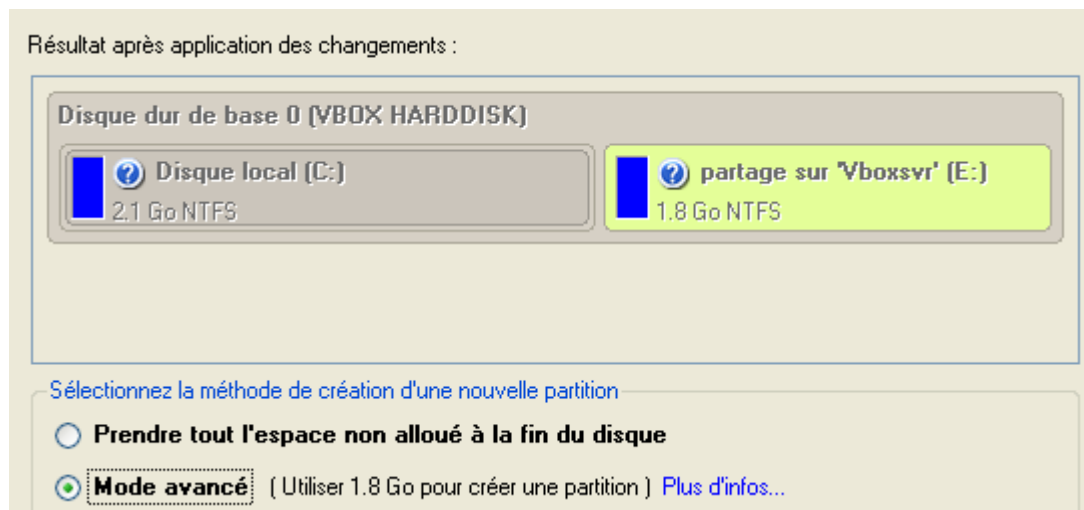 Résultat après application des changements :
Disque dur de base 0 (VBOX HARDDISK)
Disque local (C:)
2.1 Go NTFS
partage sur 'Vboxsvr' (E:)
1.8 Go NTFS
Sélectionnez la méthode de création d'une nouvelle partition
Prendre tout l'espace non alloué à la fin du disque
Mode avancé ( Utiliser 1.8 Go pour créer une partition ) Plus d'infos...